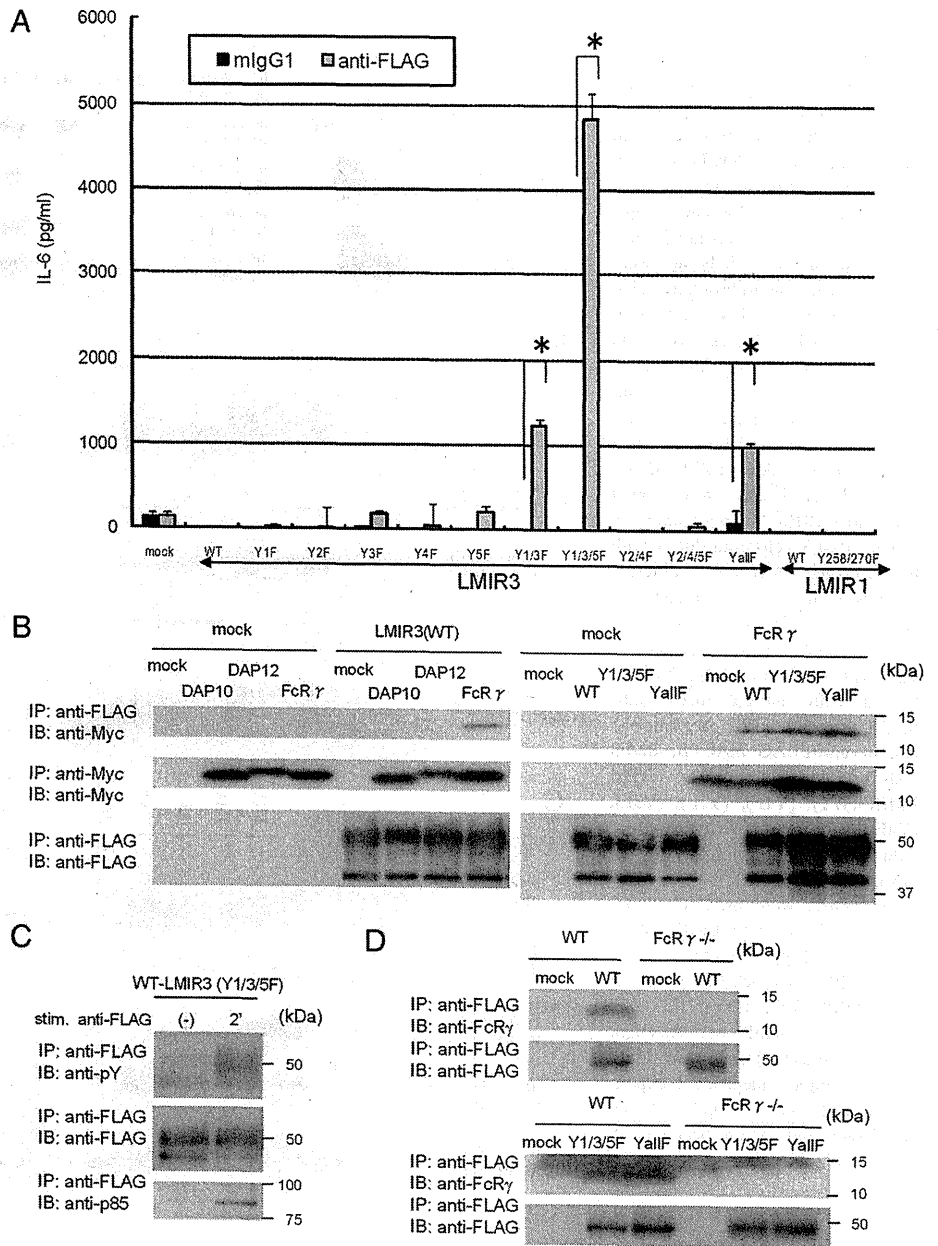 A
6000
5000
4000
3000
2000
1000
0
IL-6 (pg/ml)
mIgG1 anti-FLAG
*
*
*
mock WT Y1F Y2F Y3F Y4F Y5F Y1/3F Y1/3/5F Y2/4F Y2/4/5F YallF WT Y258/270F
LMIR3 LMIR1
B
mock LMIR3(WT) mock FcR γ
mock DAP12 mock DAP12 mock Y1/3/5F mock Y1/3/5F (kDa)
DAP10 FcR γ DAP10 FcR γ WT YallF WT YallF
IP: anti-FLAG 15
IB: anti-Myc 10
IP: anti-Myc 15
IB: anti-Myc 10
IP: anti-FLAG 50
IB: anti-FLAG 37
C
WT-LMIR3 (Y1/3/5F)
stim. anti-FLAG (-) 2' (kDa)
IP: anti-FLAG 50
IB: anti-pY
IP: anti-FLAG
IB: anti-FLAG 50
IP: anti-FLAG 100
IB: anti-p85 75
D
WT FcR γ -/- (kDa)
mock WT mock WT
IP: anti-FLAG 15
IB: anti-FcRγ 10
IP: anti-FLAG 50
IB: anti-FLAG
WT FcR γ -/- (kDa)
mock Y1/3/5F YallF mock Y1/3/5F YallF
IP: anti-FLAG 15
IB: anti-FcRγ 10
IP: anti-FLAG 50
IB: anti-FLAG